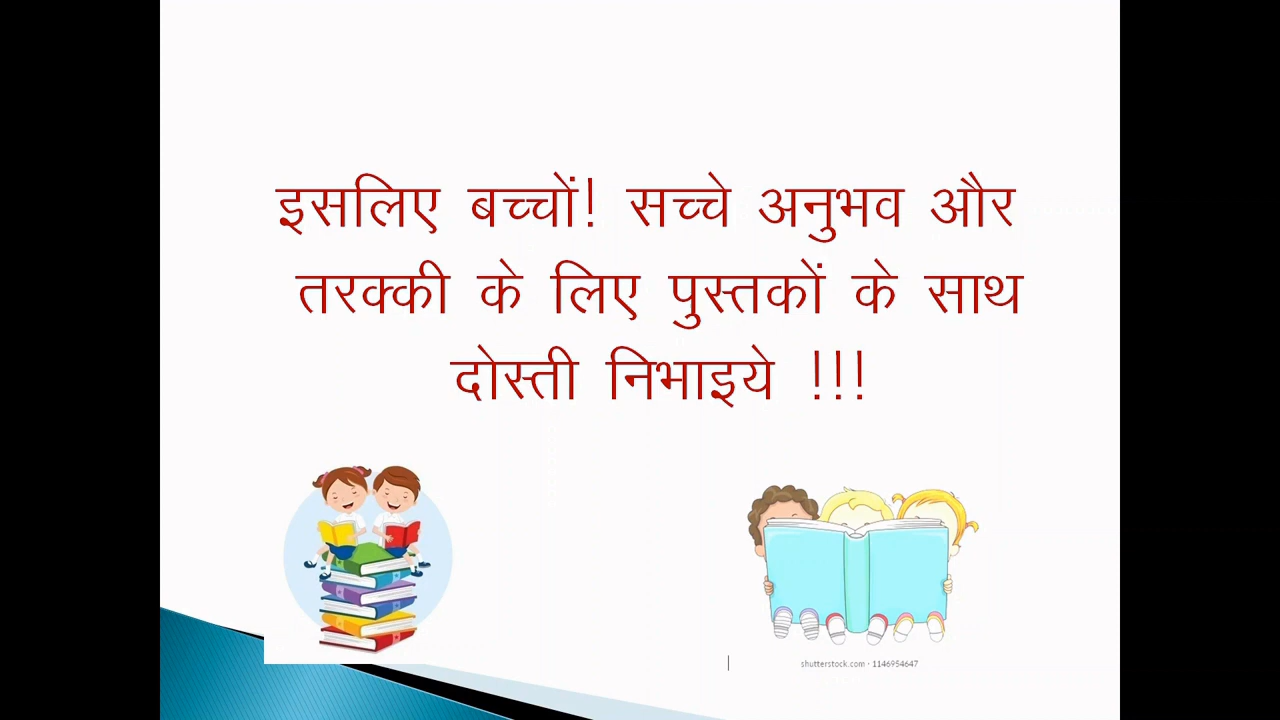 इसलिए बच्चों! सच्चे अनुभव और
तरक्की के लिए पुस्तकों के साथ
दोस्ती निभाइये !!!
shutterstock.com · 1146954647